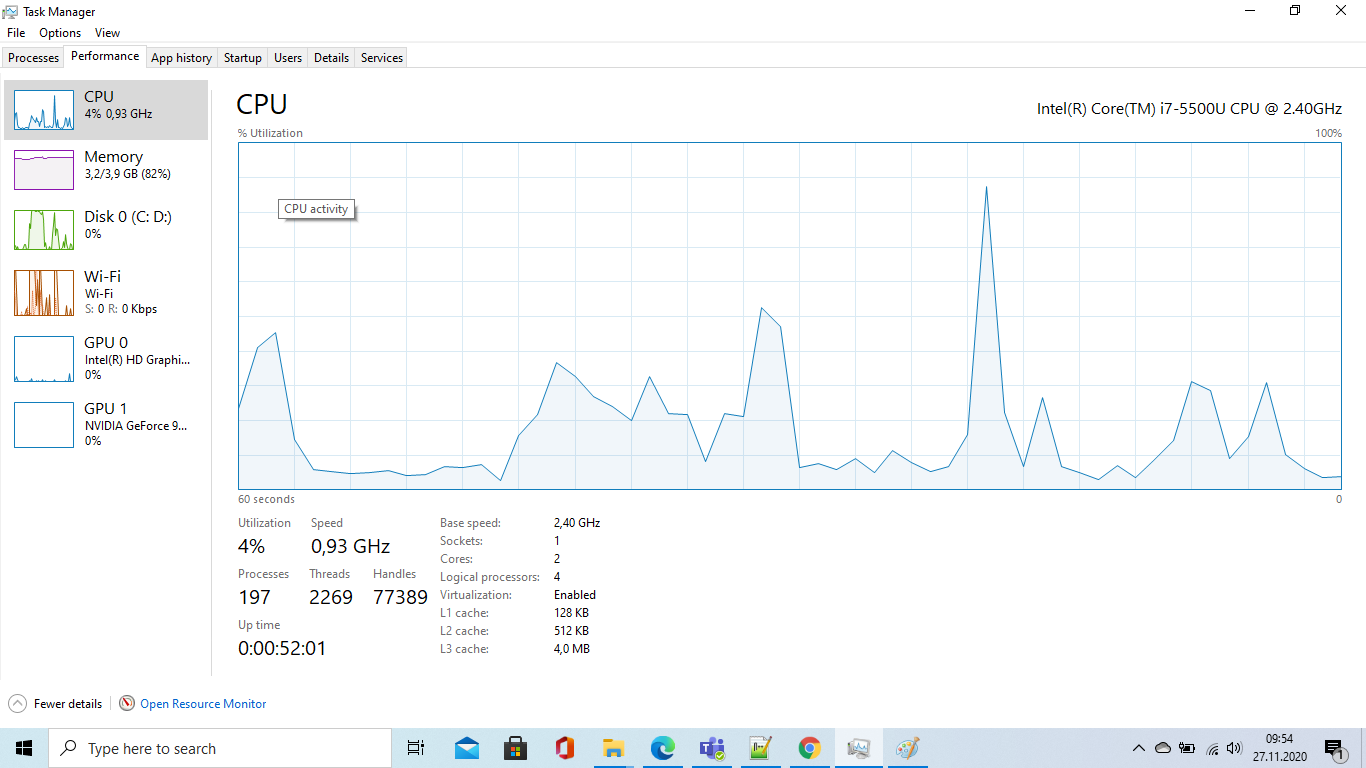 Task Manager
File Options View
Processes Performance App history Startup Users Details Services
CPU
4% 0,93 GHz
Memory
3,2/3,9 GB (82%)
Disk 0 (C: D:)
0%
Wi-Fi
Wi-Fi
S: 0 R: 0 Kbps
GPU 0
Intel(R) HD Graphi...
0%
GPU 1
NVIDIA GeForce 9...
0%
CPU
Intel(R) Core(TM) i7-5500U CPU @ 2.40GHz
% Utilization
100%
CPU activity
60 seconds
0
Utilization Speed
4% 0,93 GHz
Processes Threads Handles
197 2269 77389
Up time
0:00:52:01
Base speed: 2,40 GHz
Sockets: 1
Cores: 2
Logical processors: 4
Virtualization: Enabled
L1 cache: 128 KB
L2 cache: 512 KB
L3 cache: 4,0 MB
Fewer details
Open Resource Monitor
Type here to search
09:54
27.11.2020
1